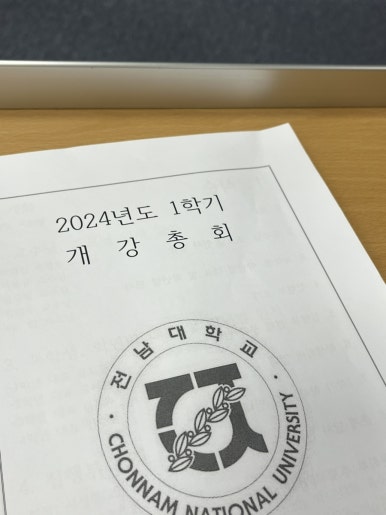 2024년도 1학기
개 강 총 회
· 전남대학교 ·
CHONNAM NATIONAL UNIVERSITY